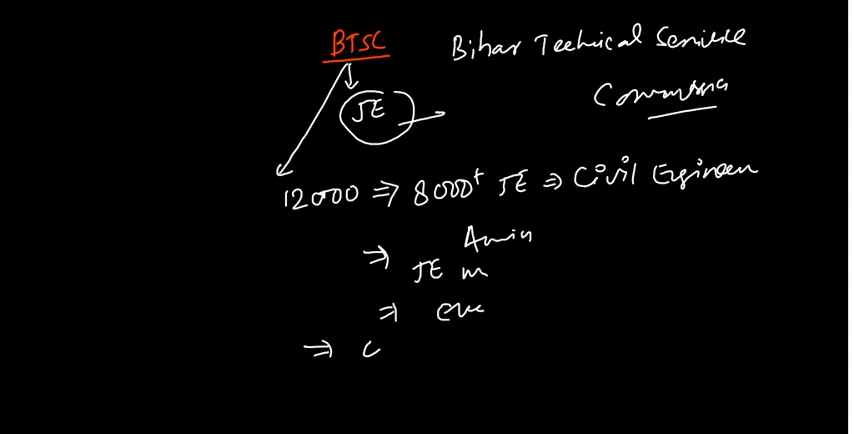 BTSC Bihar Technical Service
JE Commission
12000 ⇒ 8000+ JE ⇒ Civil Engineer
⇒ Amin
JE m
⇒
⇒ C